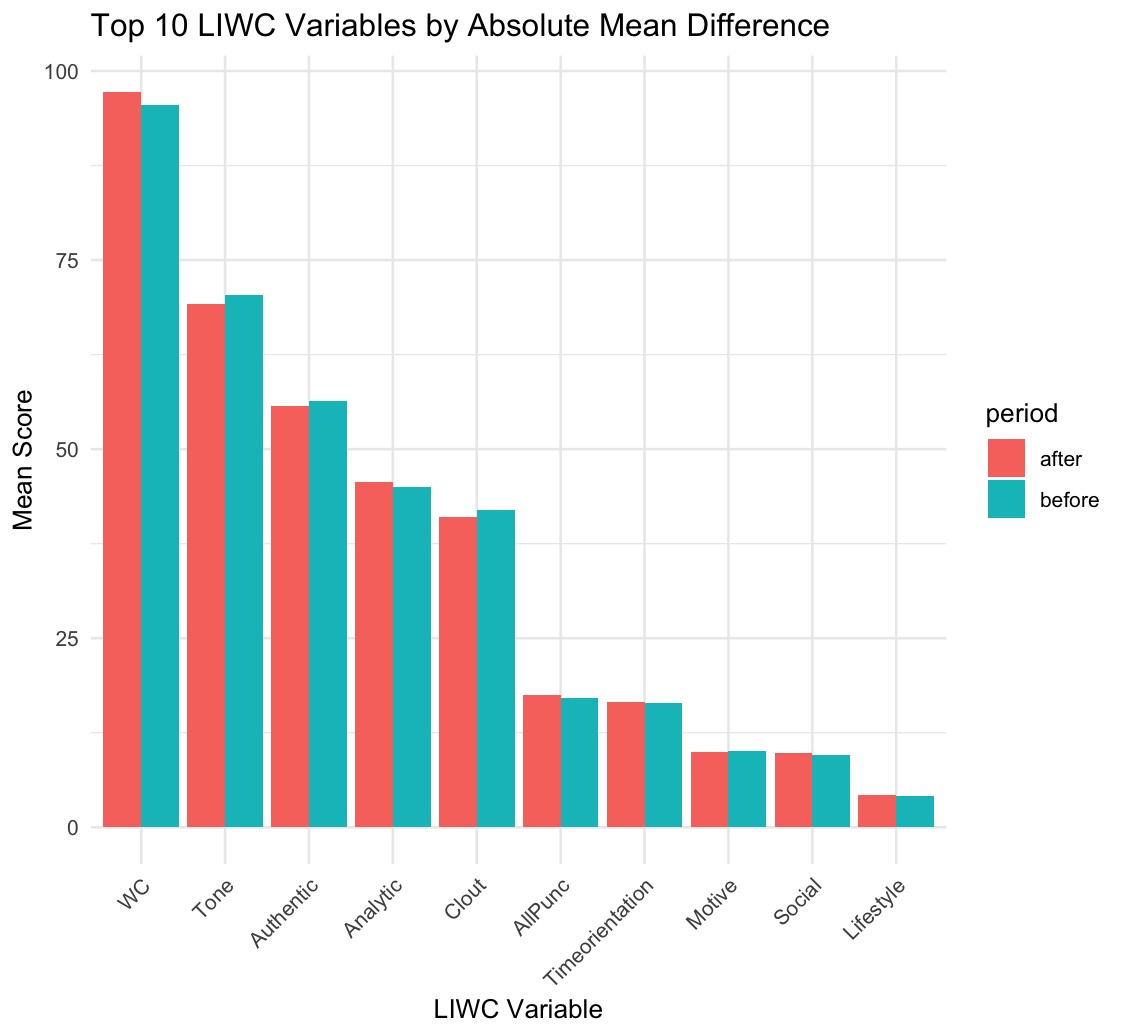 Top 10 LIWC Variables by Absolute Mean Difference
Mean Score
100
75
50
25
0
WC
Tone
Authentic
Analytic
Clout
AllPunc
Timeorientation
Motive
Social
Lifestyle
LIWC Variable
period
after
before